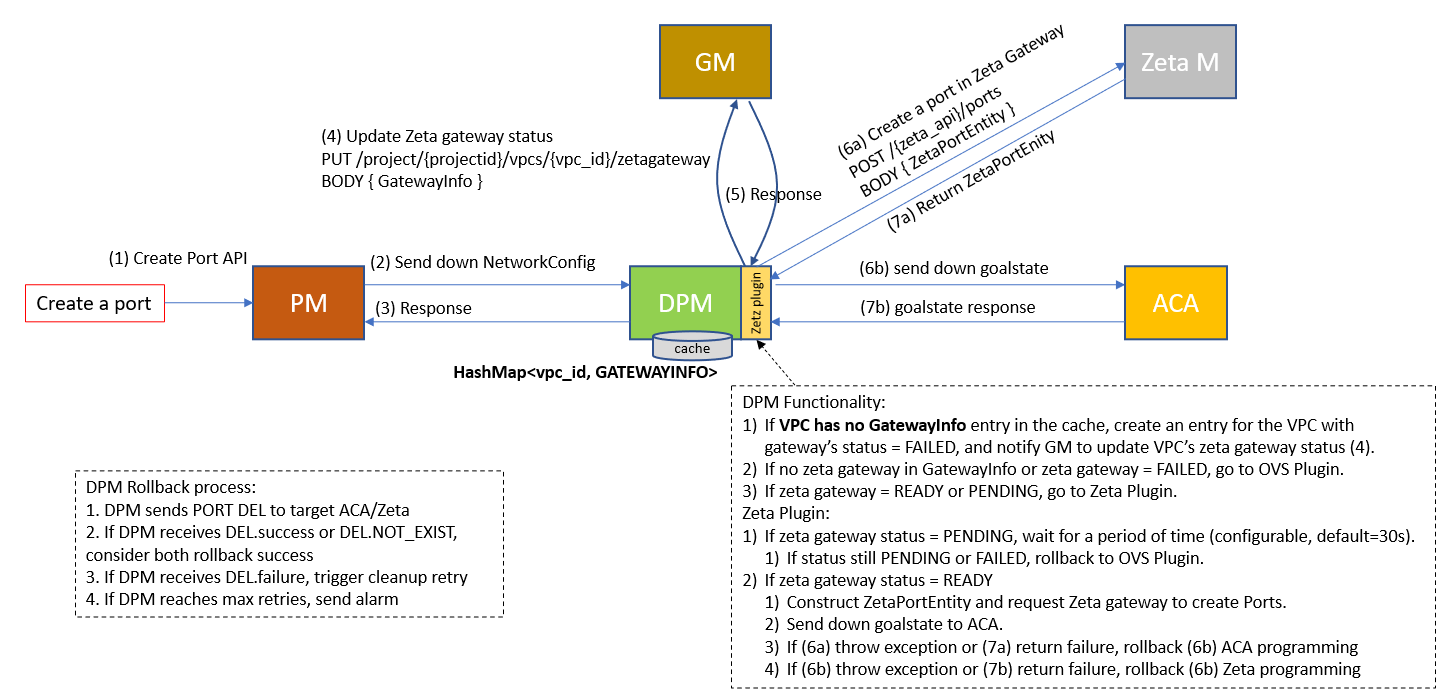 GM
Zeta M
(4) Update Zeta gateway status
PUT /project/{projectid}/vpcs/{vpc_id}/zetagateway
BODY { GatewayInfo }
(5) Response
(6a) Create a port in Zeta Gateway
POST /{zeta_api}/ports
BODY { ZetaPortEntity }
(7a) Return ZetaPortEnity
(1) Create Port API
Create a port
PM
(2) Send down NetworkConfig
(3) Response
DPM
Zetz plugin
cache
HashMap<vpc_id, GATEWAYINFO>
(6b) send down goalstate
(7b) goalstate response
ACA
DPM Functionality:
1) If VPC has no GatewayInfo entry in the cache, create an entry for the VPC with
gateway’s status = FAILED, and notify GM to update VPC’s zeta gateway status (4).
2) If no zeta gateway in GatewayInfo or zeta gateway = FAILED, go to OVS Plugin.
3) If zeta gateway = READY or PENDING, go to Zeta Plugin.
Zeta Plugin:
1) If zeta gateway status = PENDING, wait for a period of time (configurable, default=30s).
1) If status still PENDING or FAILED, rollback to OVS Plugin.
2) If zeta gateway status = READY
1) Construct ZetaPortEntity and request Zeta gateway to create Ports.
2) Send down goalstate to ACA.
3) If (6a) throw exception or (7a) return failure, rollback (6b) ACA programming
4) If (6b) throw exception or (7b) return failure, rollback (6b) Zeta programming
DPM Rollback process:
1. DPM sends PORT DEL to target ACA/Zeta
2. If DPM receives DEL.success or DEL.NOT_EXIST,
consider both rollback success
3. If DPM receives DEL.failure, trigger cleanup retry
4. If DPM reaches max retries, send alarm